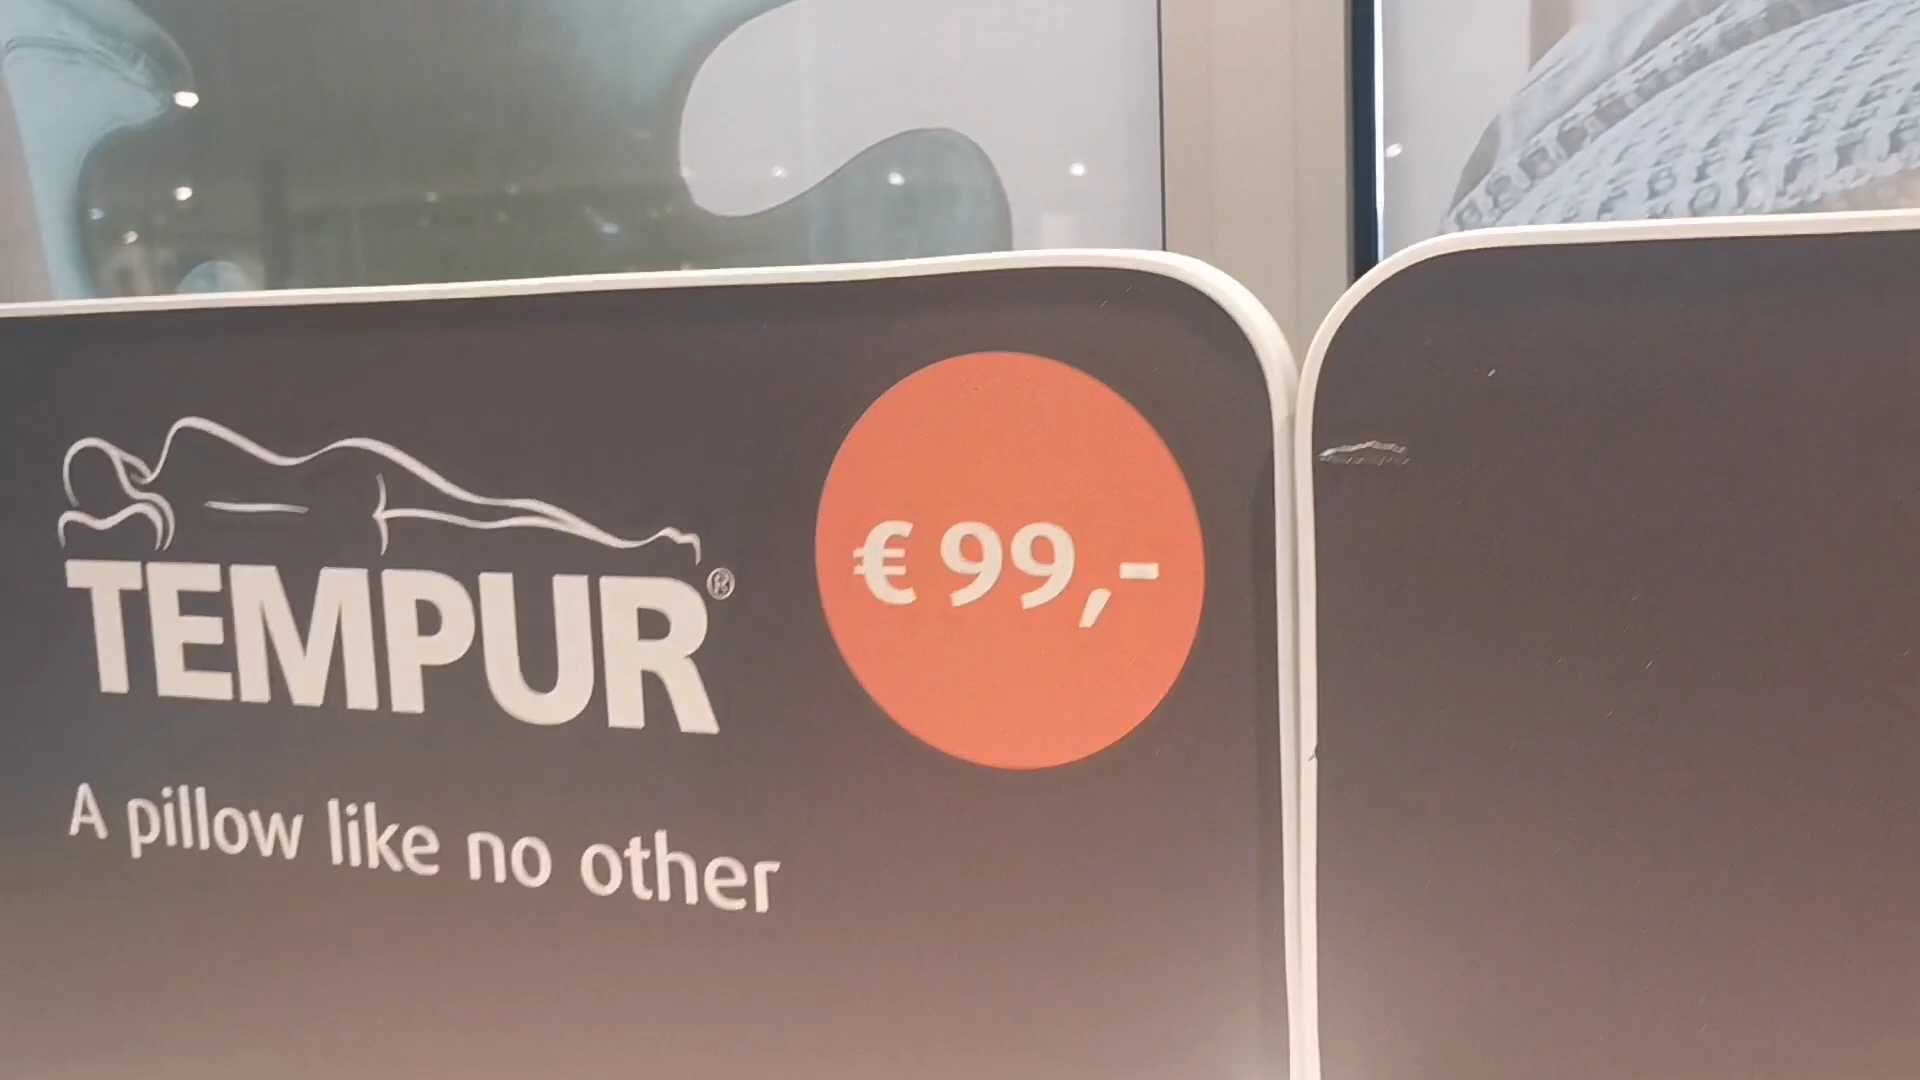 TEMPUR®
€ 99,-
A pillow like no other